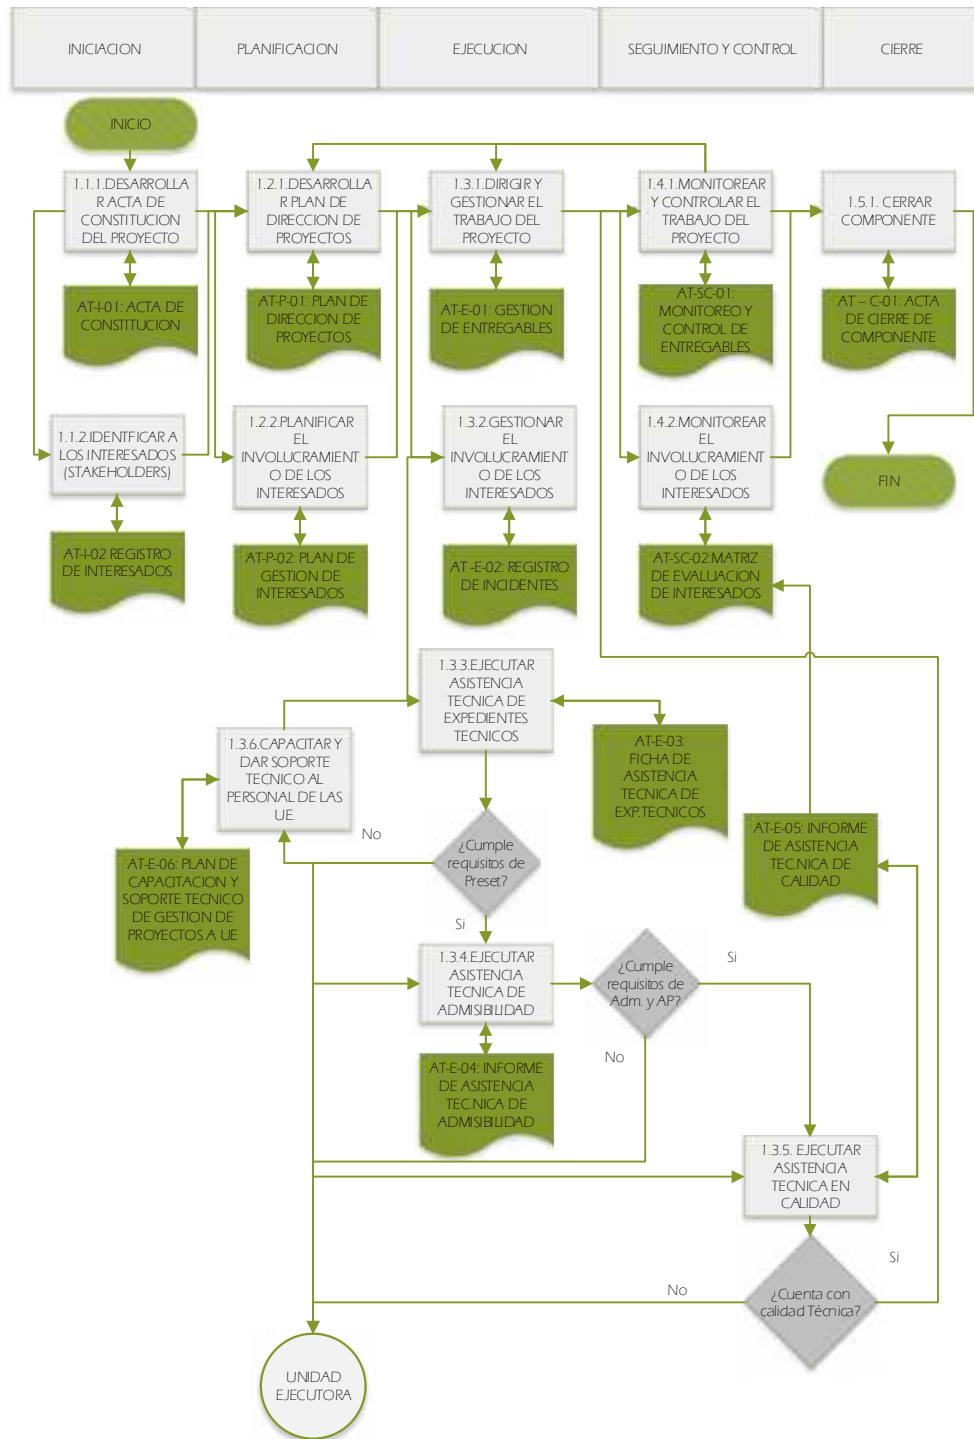 INICIACION
PLANIFICACION
EJECUCION
SEGUIMIENTO Y CONTROL
CIERRE
INICIO
1.1.1.DESARROLLA
R ACTA DE
CONSTITUCION
DEL PROYECTO
1.2.1.DESARROLLA
R PLAN DE
DIRECCION DE
PROYECTOS
1.3.1.DIRIGIR Y
GESTIONAR EL
TRABAJO DEL
PROYECTO
1.4.1.MONITOREAR
Y CONTROLAR EL
TRABAJO DEL
PROYECTO
1.5.1. CERRAR
COMPONENTE
AT-I-01: ACTA DE
CONSTITUCION
AT-P-01: PLAN DE
DIRECCION DE
PROYECTOS
AT-E-01: GESTION
DE ENTREGABLES
AT-SC-01:
MONITOREO Y
CONTROL DE
ENTREGABLES
AT – C-01: ACTA
DE CIERRE DE
COMPONENTE
1.1.2.IDENTFICAR A
LOS INTERESADOS
(STAKEHOLDERS)
1.2.2.PLANIFICAR
EL
INVOLUCRAMIENT
O DE LOS
INTERESADOS
1.3.2.GESTIONAR
EL
INVOLUCRAMIENT
O DE LOS
INTERESADOS
1.4.2.MONITOREAR
EL
INVOLUCRAMIENT
O DE LOS
INTERESADOS
FIN
AT-I-02 REGISTRO
DE INTERESADOS
AT-P-02: PLAN DE
GESTION DE
INTERESADOS
AT -E-02: REGISTRO
DE INCIDENTES
AT-SC-02:MATRIZ
DE EVALUACION
DE INTERESADOS
1.3.3.EJECUTAR
ASISTENCIA
TECNICA DE
EXPEDIENTES
TECNICOS
1.3.6.CAPACITAR Y
DAR SOPORTE
TECNICO AL
PERSONAL DE LAS
UE.
AT-E-03:
FICHA DE
ASISTENCIA
TECNICA DE
EXP.TECNICOS
No
¿Cumple
requisitos de
Preset?
AT-E-05: INFORME
DE ASISTENCIA
TECNICA DE
CALIDAD
AT-E-06: PLAN DE
CAPACITACION Y
SOPORTE TECNICO
DE GESTION DE
PROYECTOS A UE
Si
1.3.4.EJECUTAR
ASISTENCIA
TECNICA DE
ADMISIBILIDAD
¿Cumple
requisitos de
Adm. y AP?
Si
No
AT-E-04: INFORME
DE ASISTENCIA
TECNICA DE
ADMISIBILIDAD
1.3.5. EJECUTAR
ASISTENCIA
TECNICA EN
CALIDAD
Si
No
¿Cuenta con
calidad Técnica?
UNIDAD
EJECUTORA